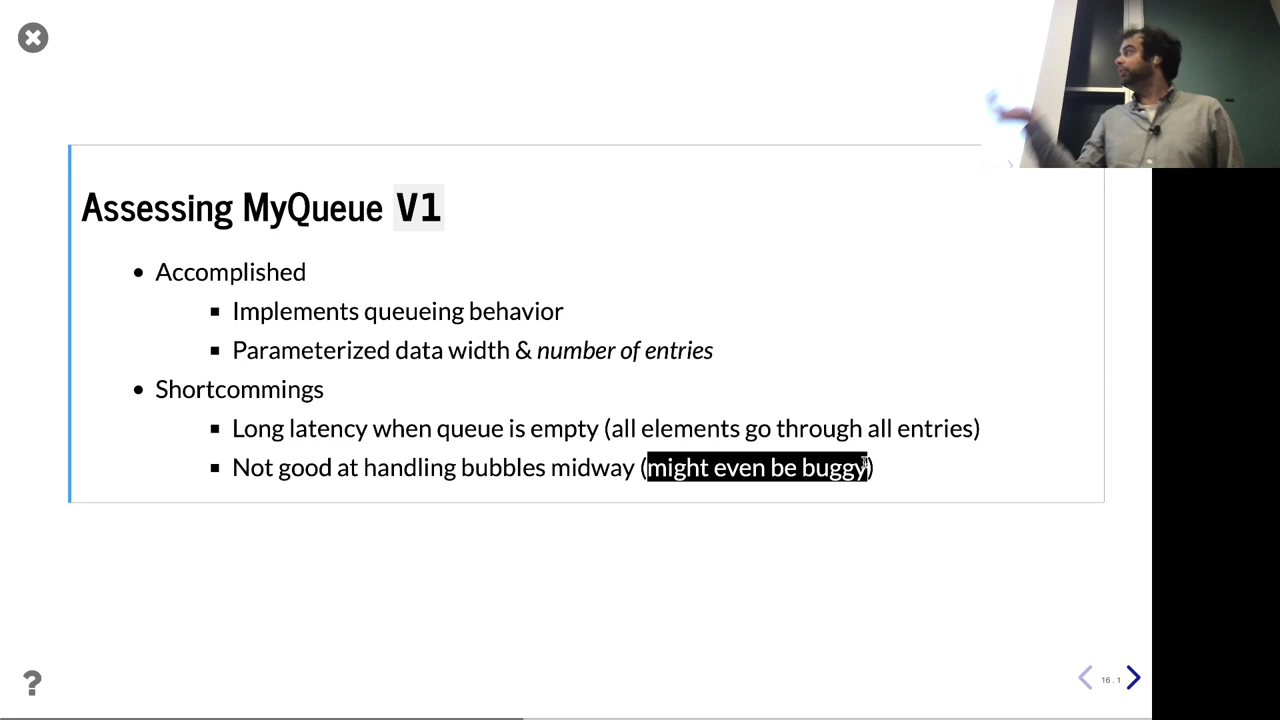 Assessing MyQueue V1
Accomplished
Implements queueing behavior
Parameterized data width & number of entries
Shortcommings
Long latency when queue is empty (all elements go through all entries)
Not good at handling bubbles midway (might even be buggy)
?
16.1